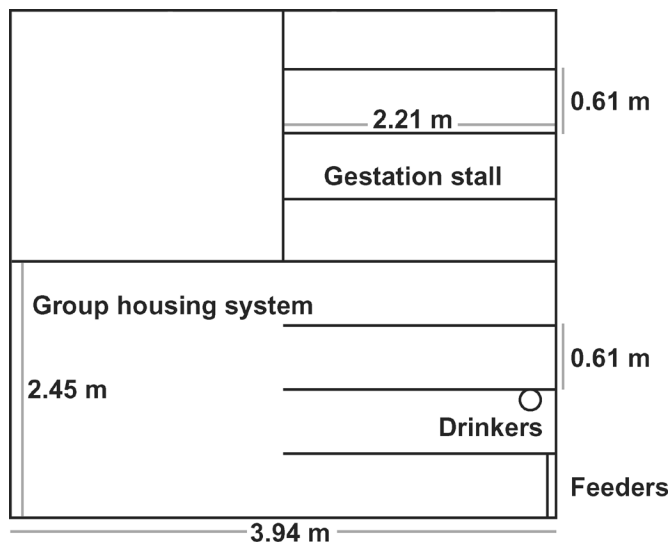 0.61 m
2.21 m
Gestation stall
Group housing system
0.61 m
2.45 m
Drinkers
Feeders
3.94 m